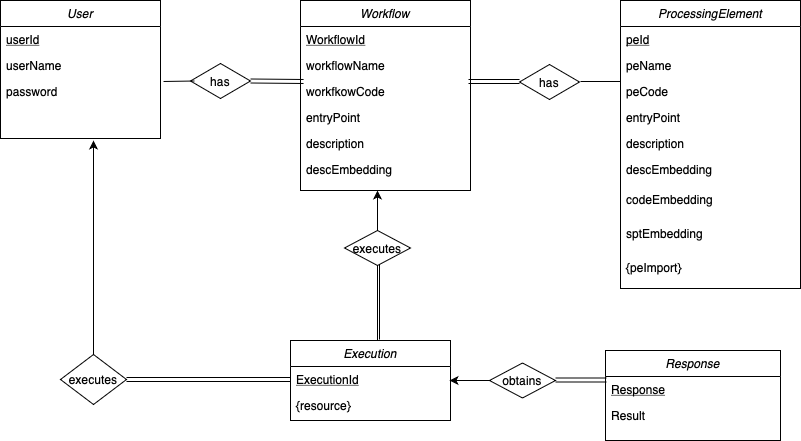 User
userId
userName
password
has
Workflow
WorkflowId
workflowName
workfkowCode
entryPoint
description
descEmbedding
has
ProcessingElement
peId
peName
peCode
entryPoint
description
descEmbedding
codeEmbedding
sptEmbedding
{peImport}
executes
executes
Execution
ExecutionId
{resource}
obtains
Response
Response
Result